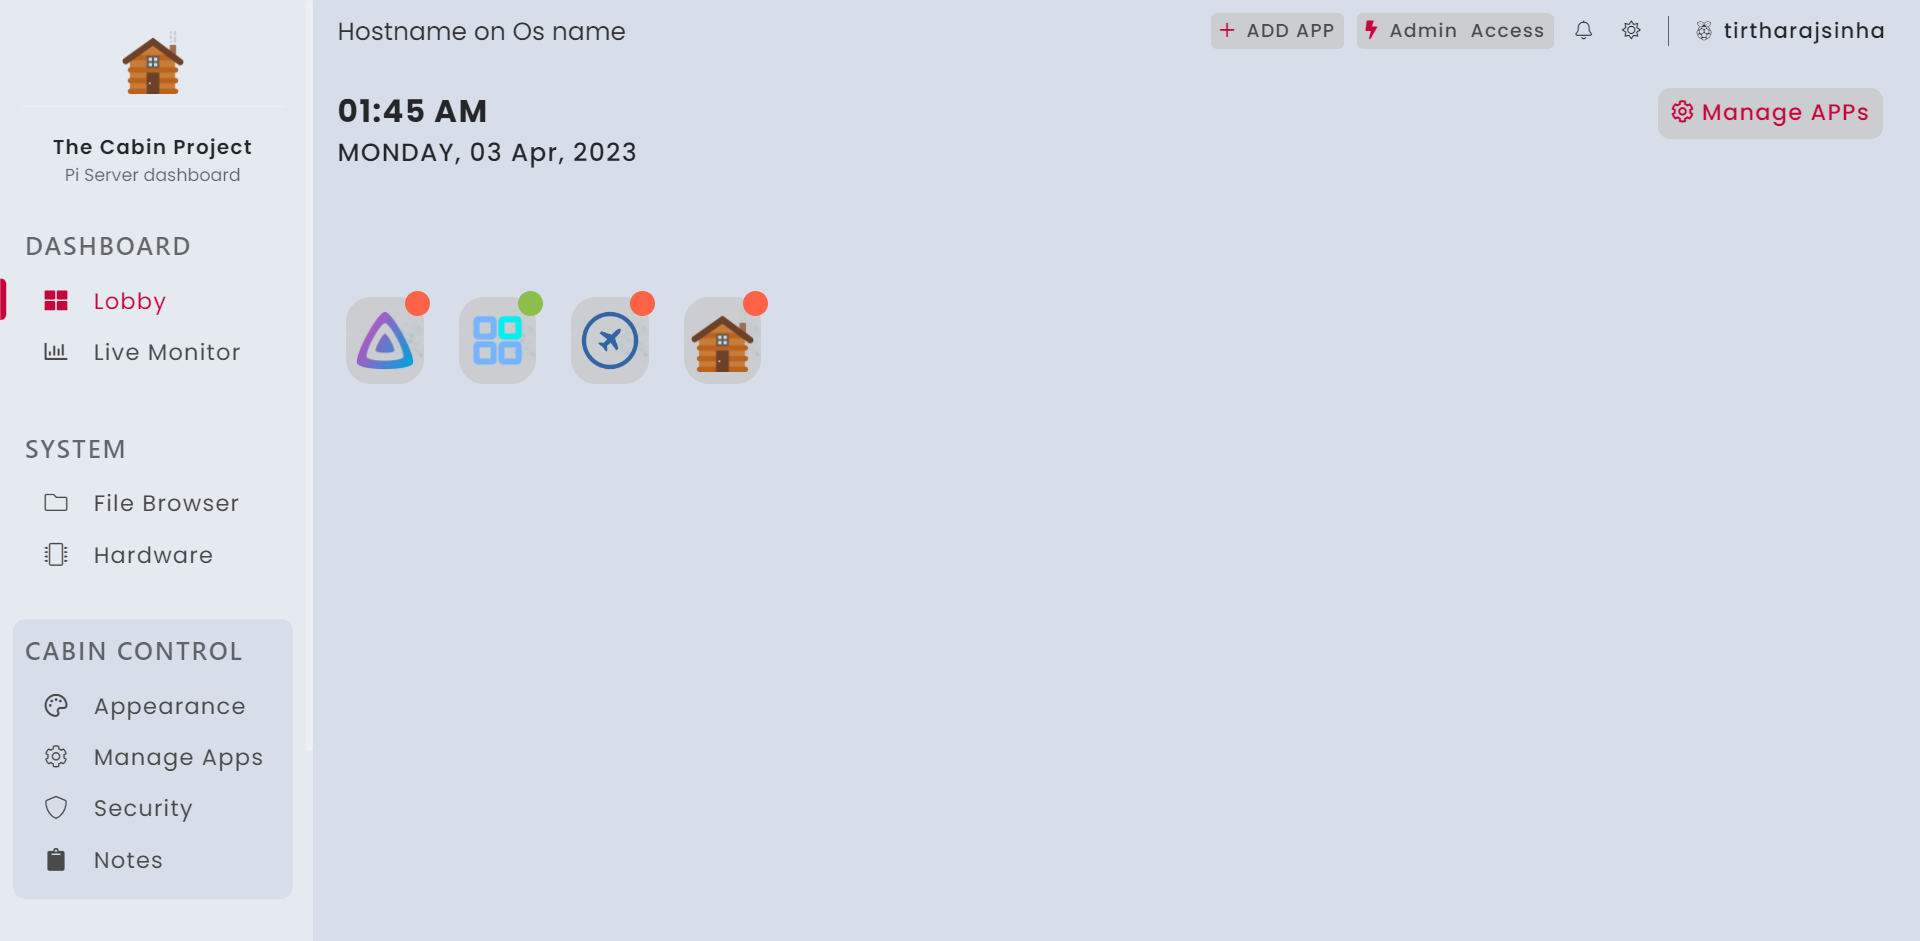 The Cabin Project
Pi Server dashboard
DASHBOARD
Lobby
Live Monitor
SYSTEM
File Browser
Hardware
CABIN CONTROL
Appearance
Manage Apps
Security
Notes
Hostname on Os name
+ ADD APP
Admin Access
tirtharajsinha
01:45 AM
MONDAY, 03 Apr, 2023
Manage APPs